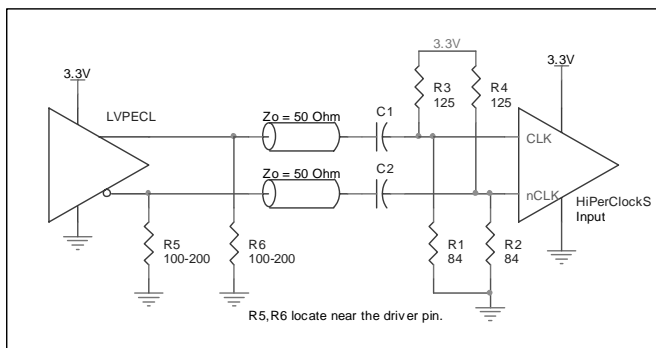 3.3V
LVPECL
Zo = 50 Ohm
C1
3.3V
R3
125
R4
125
3.3V
CLK
Zo = 50 Ohm
C2
nCLK
HiPerClockS
Input
R5
100-200
R6
100-200
R1
84
R2
84
R5,R6 locate near the driver pin.